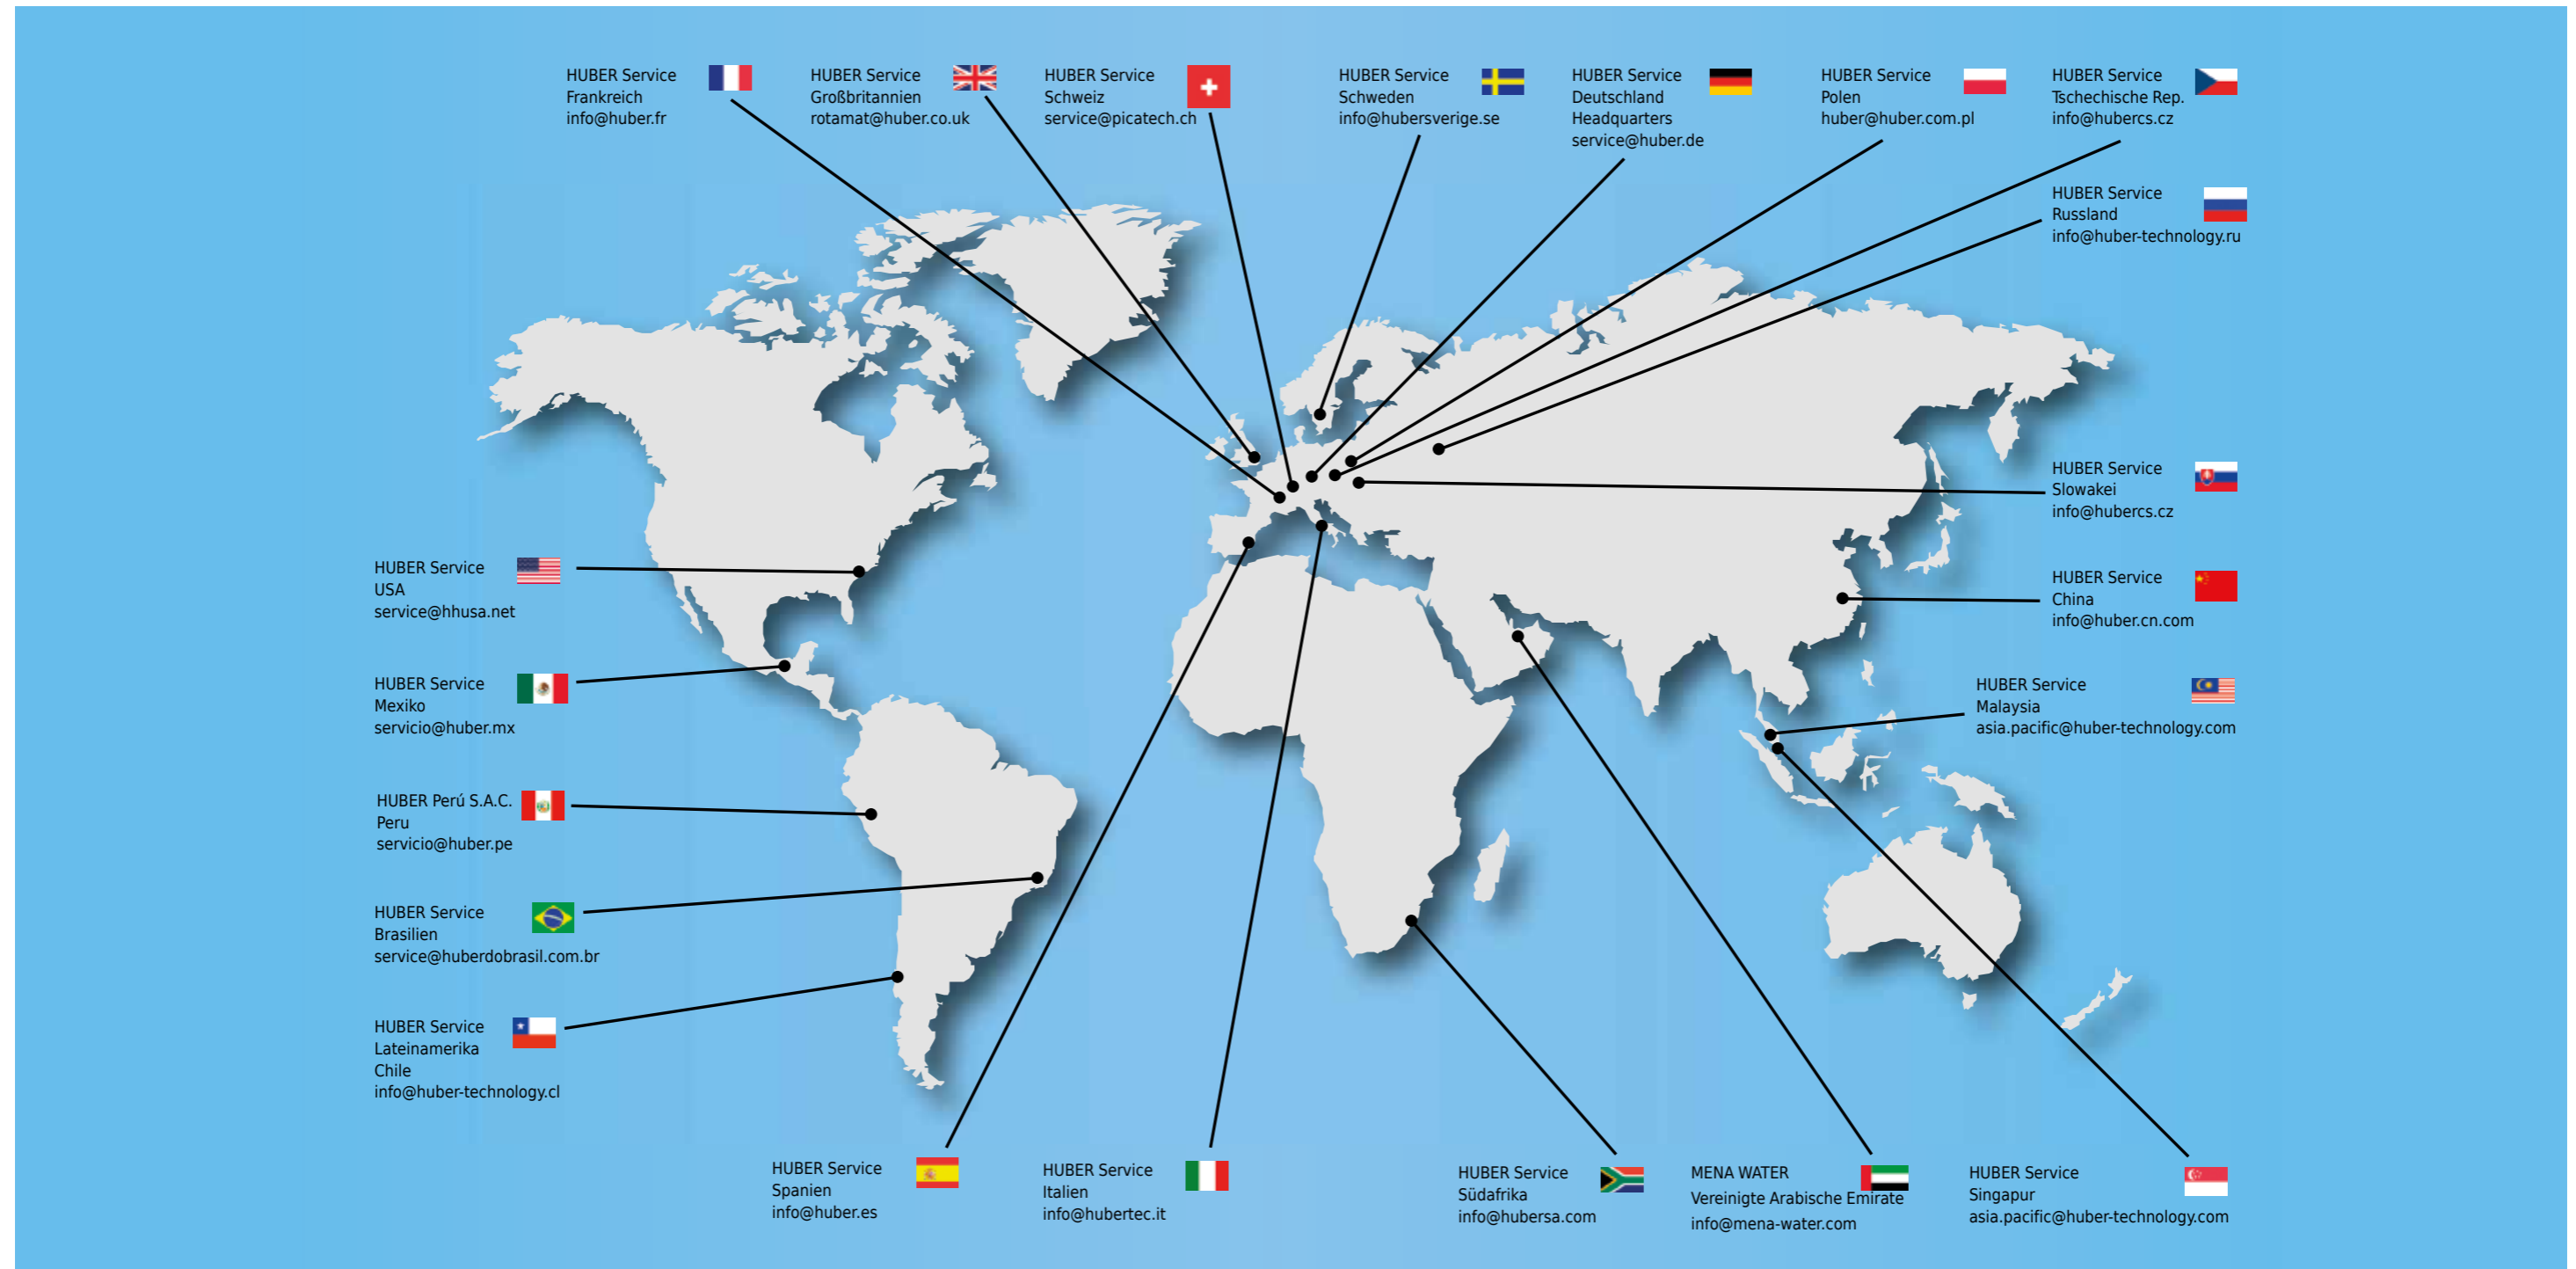 HUBER Service
Frankreich
info@huber.fr
HUBER Service
Großbritannien
rotamat@huber.co.uk
HUBER Service
Schweiz
service@picatech.ch
HUBER Service
Schweden
info@hubersverige.se
HUBER Service
Deutschland
Headquarters
service@huber.de
HUBER Service
Polen
huber@huber.com.pl
HUBER Service
Tschechische Rep.
info@hubercs.cz
HUBER Service
Russland
info@huber-technology.ru
HUBER Service
Slowakei
info@hubercs.cz
HUBER Service
China
info@huber.cn.com
HUBER Service
Malaysia
asia.pacific@huber-technology.com
HUBER Service
USA
service@hhusa.net
HUBER Service
Mexiko
servicio@huber.mx
HUBER Perú S.A.C.
Peru
servicio@huber.pe
HUBER Service
Brasilien
service@huberdobrasil.com.br
HUBER Service
Lateinamerika
Chile
info@huber-technology.cl
HUBER Service
Spanien
info@huber.es
HUBER Service
Italien
info@hubertec.it
HUBER Service
Südafrika
info@hubersa.com
MENA WATER
Vereinigte Arabische Emirate
info@mena-water.com
HUBER Service
Singapur
asia.pacific@huber-technology.com